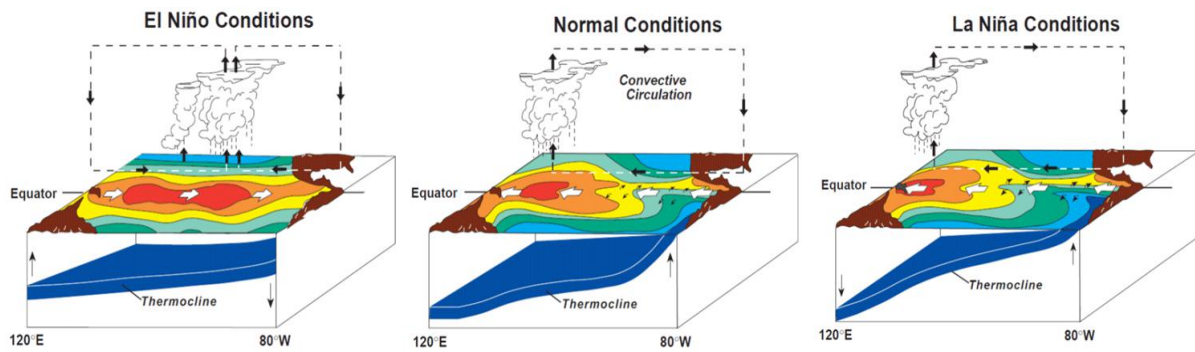 El Niño Conditions
Equator
Thermocline
120°E
80°W
Normal Conditions
Convective
Circulation
Equator
Thermocline
120°E
80°W
La Niña Conditions
Equator
Thermocline
120°E
80°W